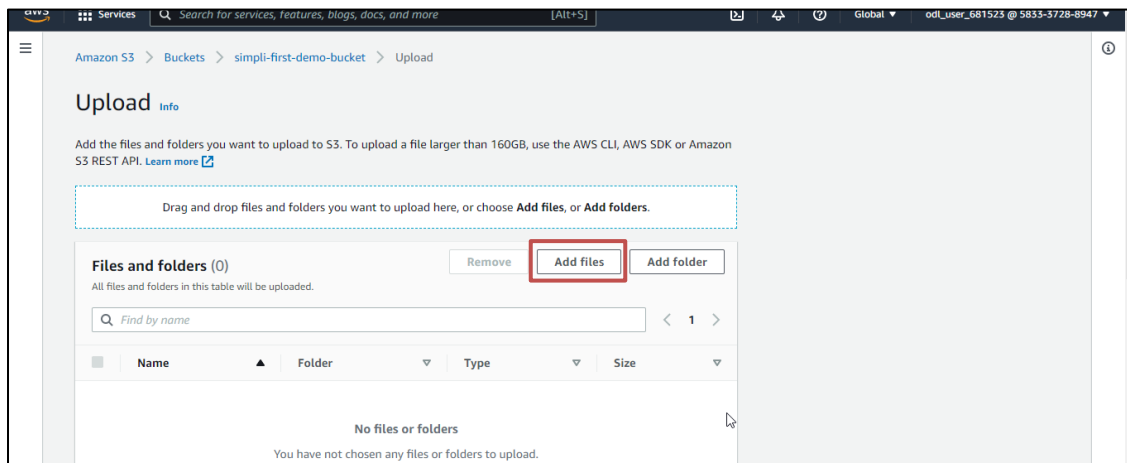 aws Services Search for services, features, blogs, docs, and more [Alt+S] Global ▼ odl_user_681523 @ 5833-3728-8947 ▼
Amazon S3 > Buckets > simpli-first-demo-bucket > Upload
Upload Info
Add the files and folders you want to upload to S3. To upload a file larger than 160GB, use the AWS CLI, AWS SDK or Amazon
S3 REST API. Learn more
Drag and drop files and folders you want to upload here, or choose Add files, or Add folders.
Files and folders (0) Remove Add files Add folder
All files and folders in this table will be uploaded.
Find by name < 1 >
Name ▲ Folder ▽ Type ▽ Size ▽
No files or folders
You have not chosen any files or folders to upload.